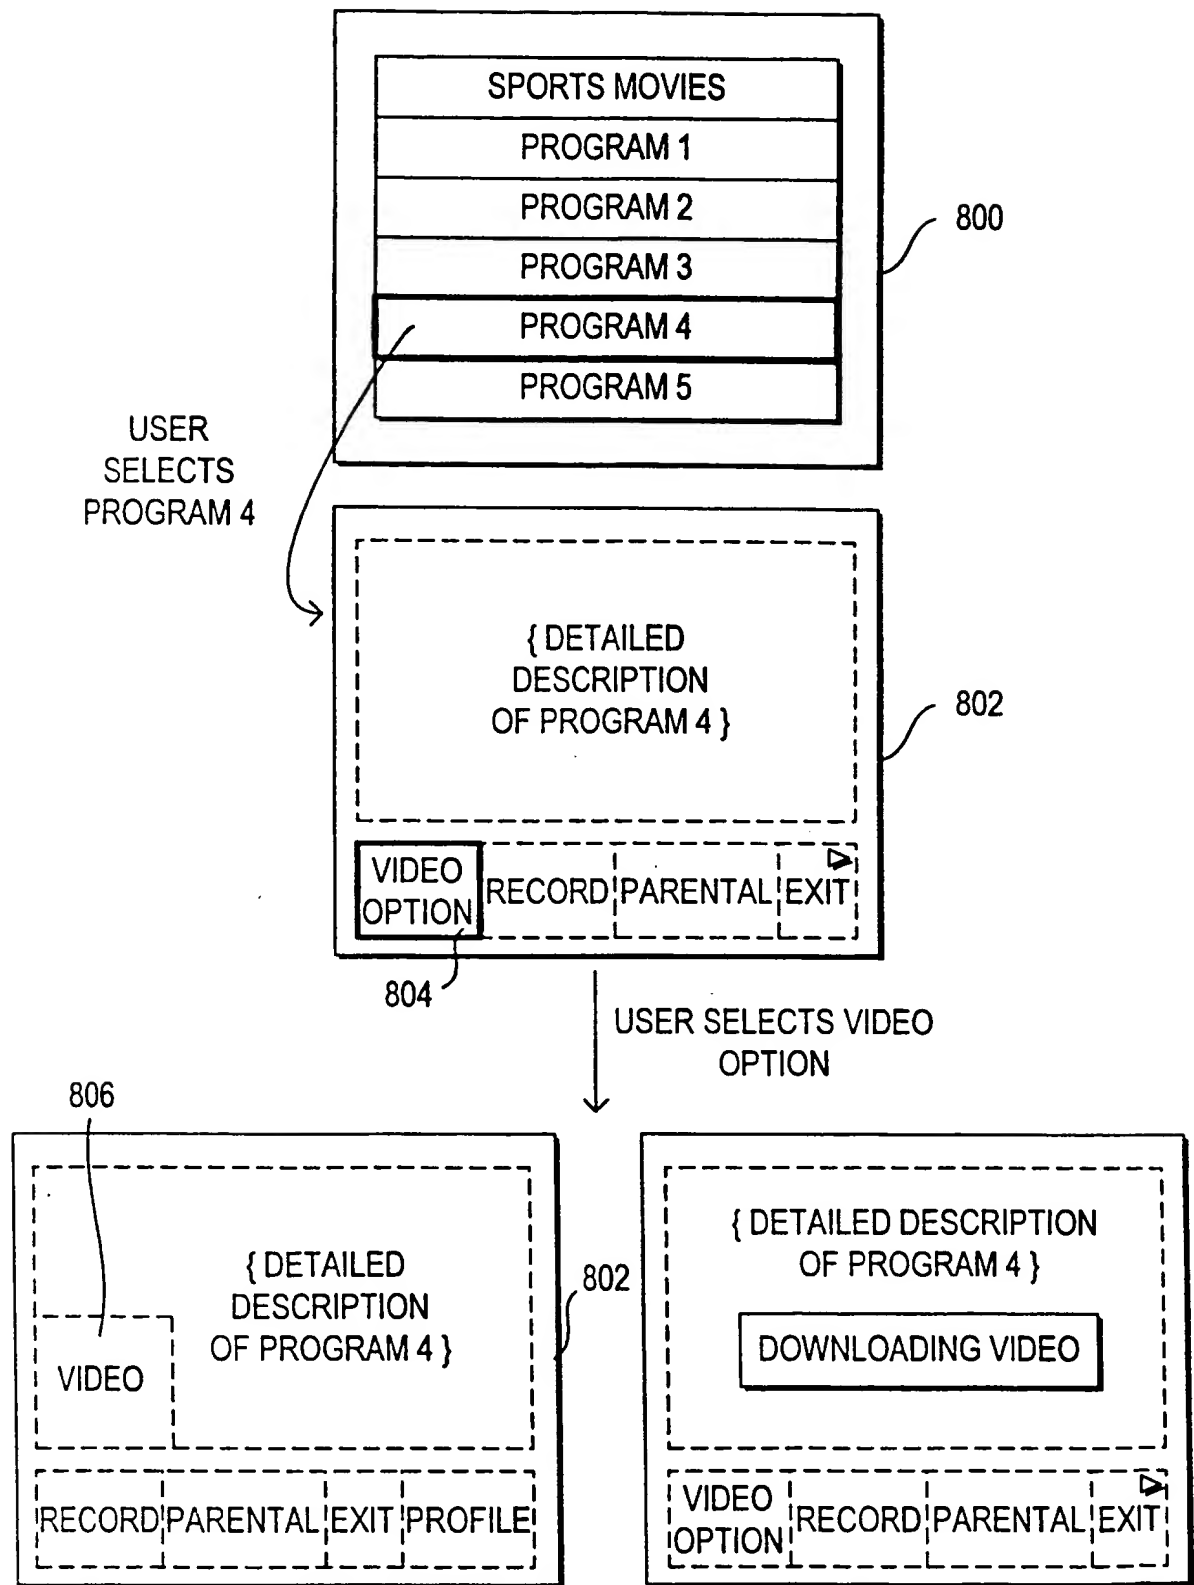 SPORTS MOVIES
PROGRAM 1
PROGRAM 2
PROGRAM 3
PROGRAM 4
PROGRAM 5
800
USER
SELECTS
PROGRAM 4
{ DETAILED
DESCRIPTION
OF PROGRAM 4 }
802
VIDEO
OPTION
RECORD
PARENTAL
EXIT
804
USER SELECTS VIDEO
OPTION
806
{ DETAILED
DESCRIPTION
OF PROGRAM 4 }
VIDEO
802
RECORD
PARENTAL
EXIT
PROFILE
{ DETAILED DESCRIPTION
OF PROGRAM 4 }
DOWNLOADING VIDEO
VIDEO
OPTION
RECORD
PARENTAL
EXIT